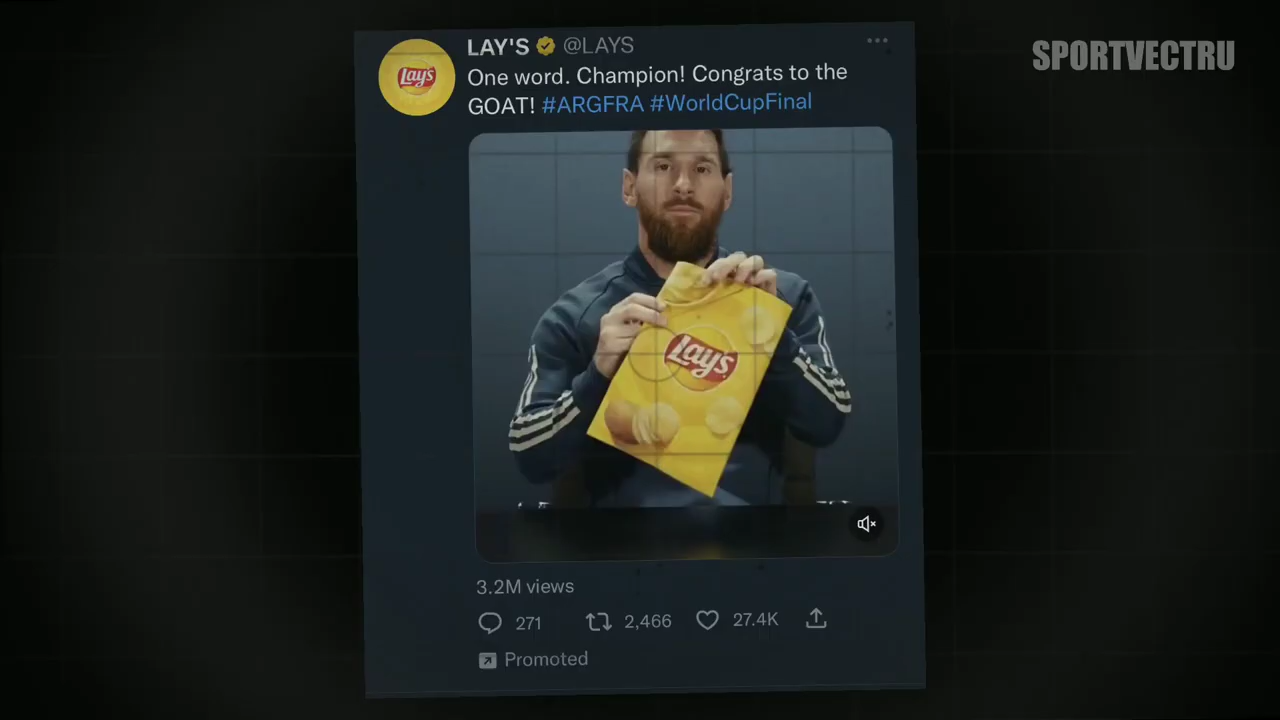 SPORTVECTRU
LAY'S @LAYS
One word. Champion! Congrats to the
GOAT! #ARGFRA #WorldCupFinal
Lay's
Lay's
3.2M views
271 2,466 27.4K
Promoted